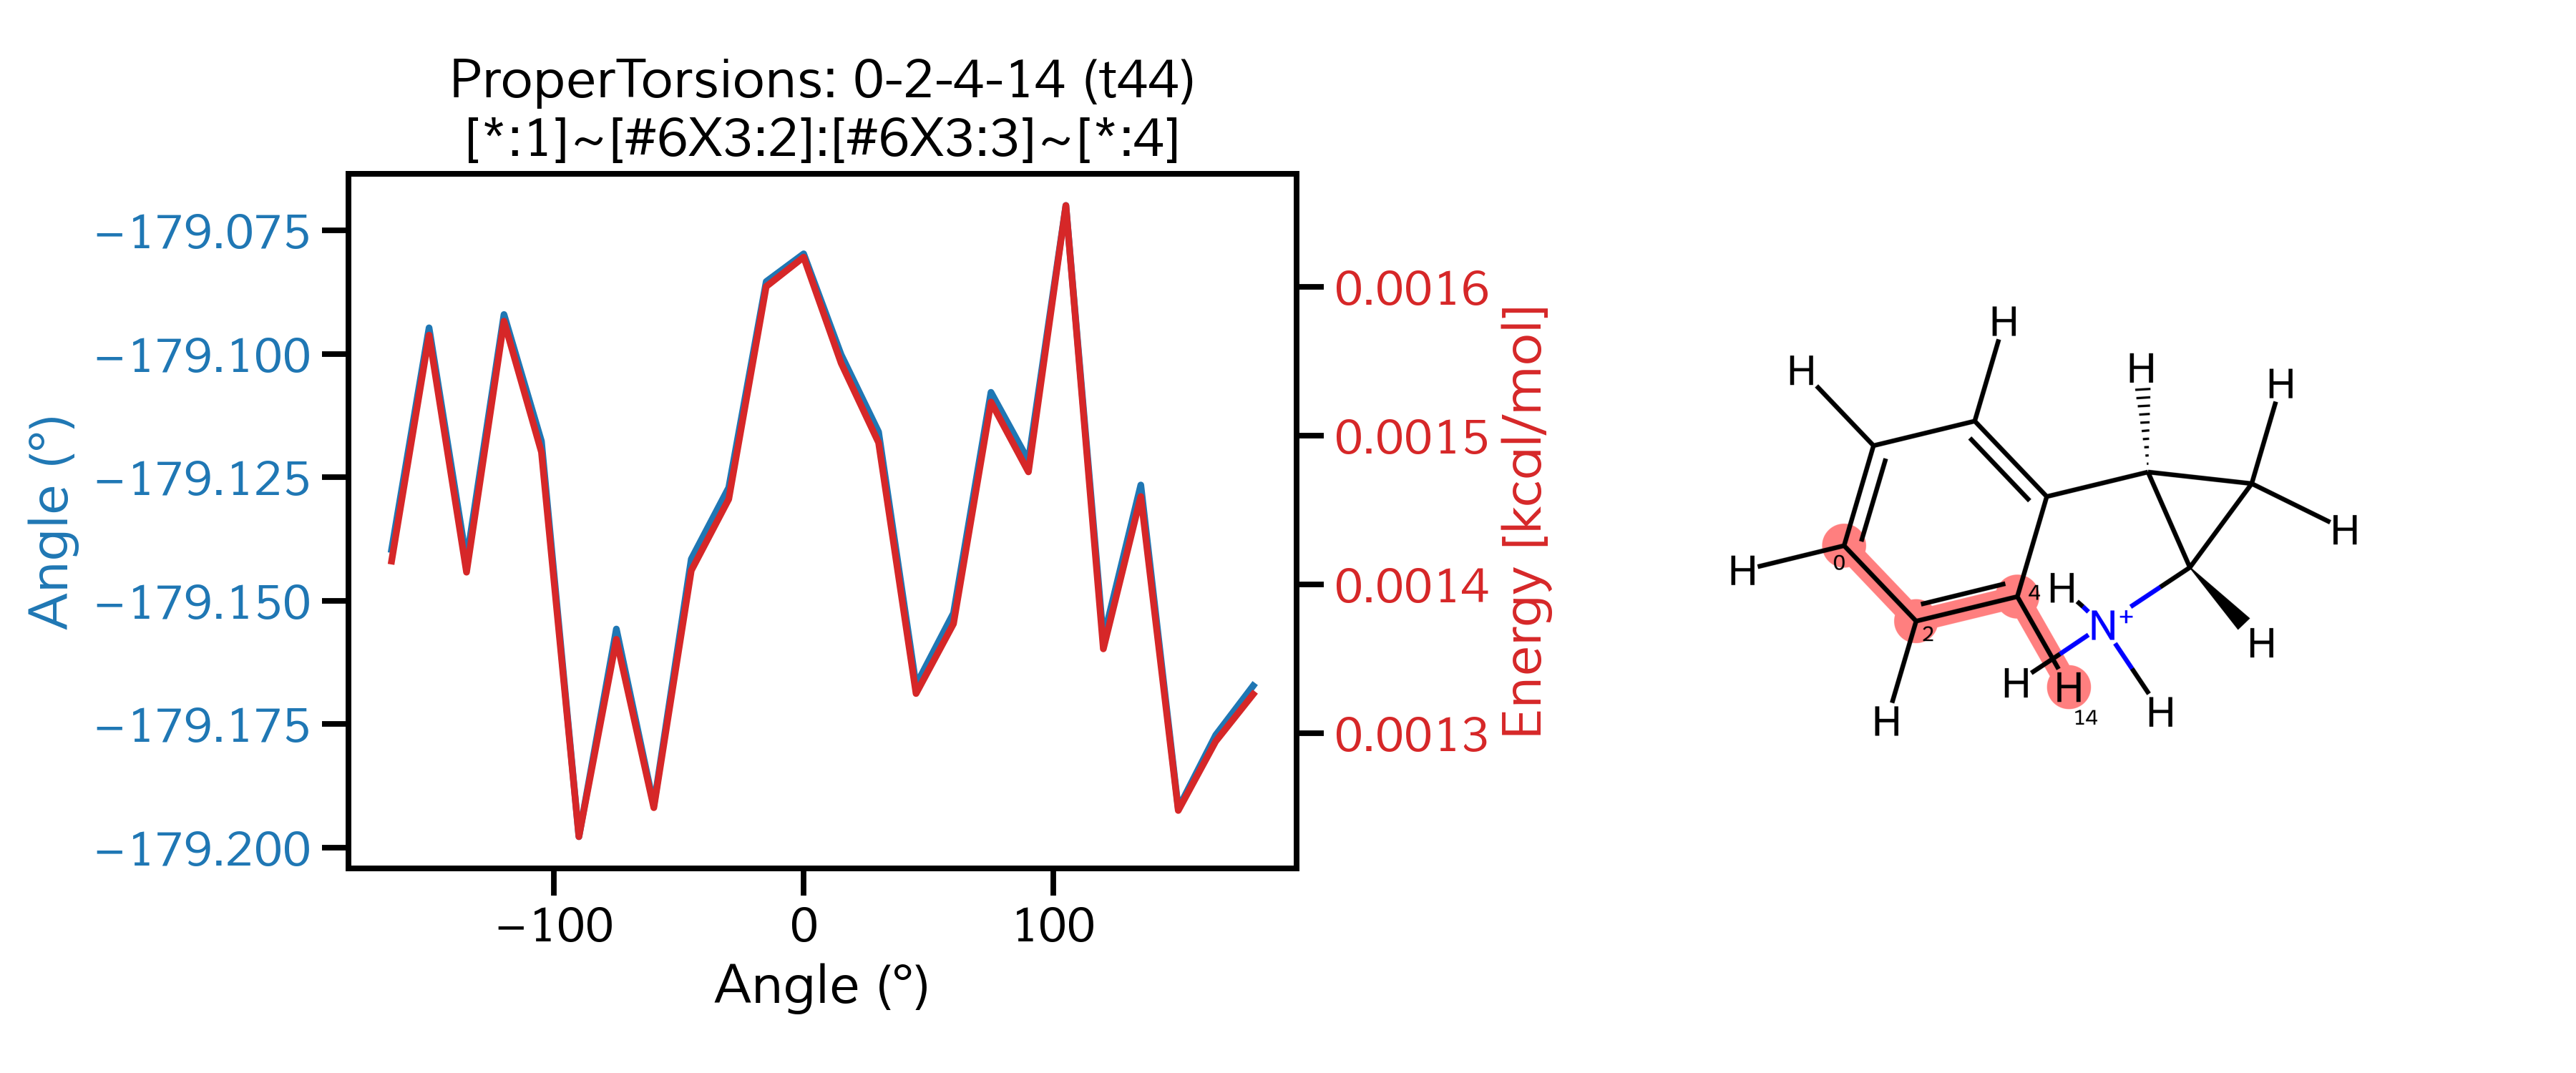 ProperTorsions: 0-2-4-14 (t44)
[*:1]~[#6X3:2]:[#6X3:3]~[*:4]
−179.075
−179.100
−179.125
−179.150
−179.175
−179.200
Angle (°)
−100
0
100
Angle (°)
0.0016
0.0015
0.0014
0.0013
Energy [kcal/mol]
H
H
H
H
H
0
4
H
H
2
N+
H
H
H
14
H
H